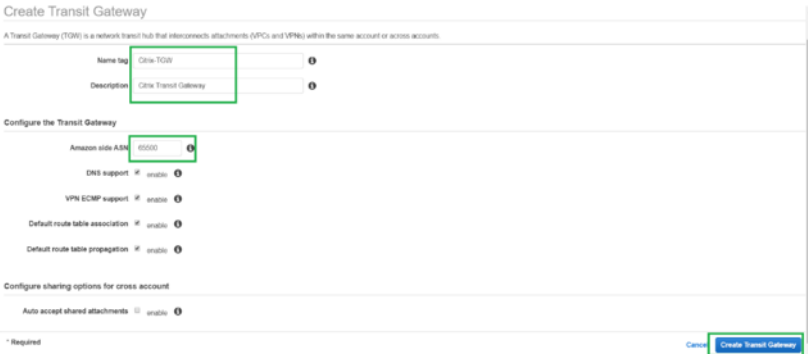 Create Transit Gateway
A Transit Gateway (TGW) is a network transit hub that interconnects attachments (VPCs and VPNs) within the same account or across accounts.
Name tag Citrix-TGW
Description Citrix Transit Gateway
Configure the Transit Gateway
Amazon side ASN 65000
DNS support enable
VPN ECMP support enable
Default route table association enable
Default route table propagation enable
Configure sharing options for cross account
Auto accept shared attachments enable
* Required
Cancel Create Transit Gateway